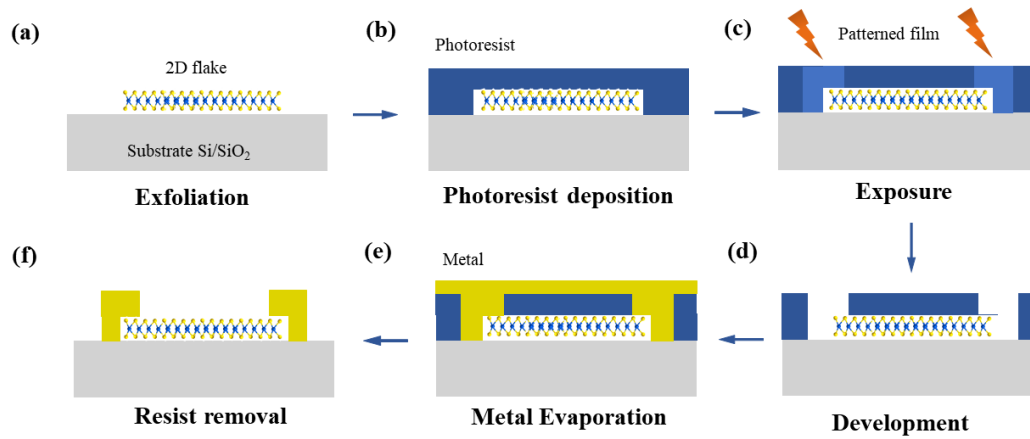 (a)
2D flake
Substrate Si/SiO₂
Exfoliation
(b)
Photoresist
Photoresist deposition
(c)
Patterned film
Exposure
(d)
Development
(e)
Metal
Metal Evaporation
(f)
Resist removal